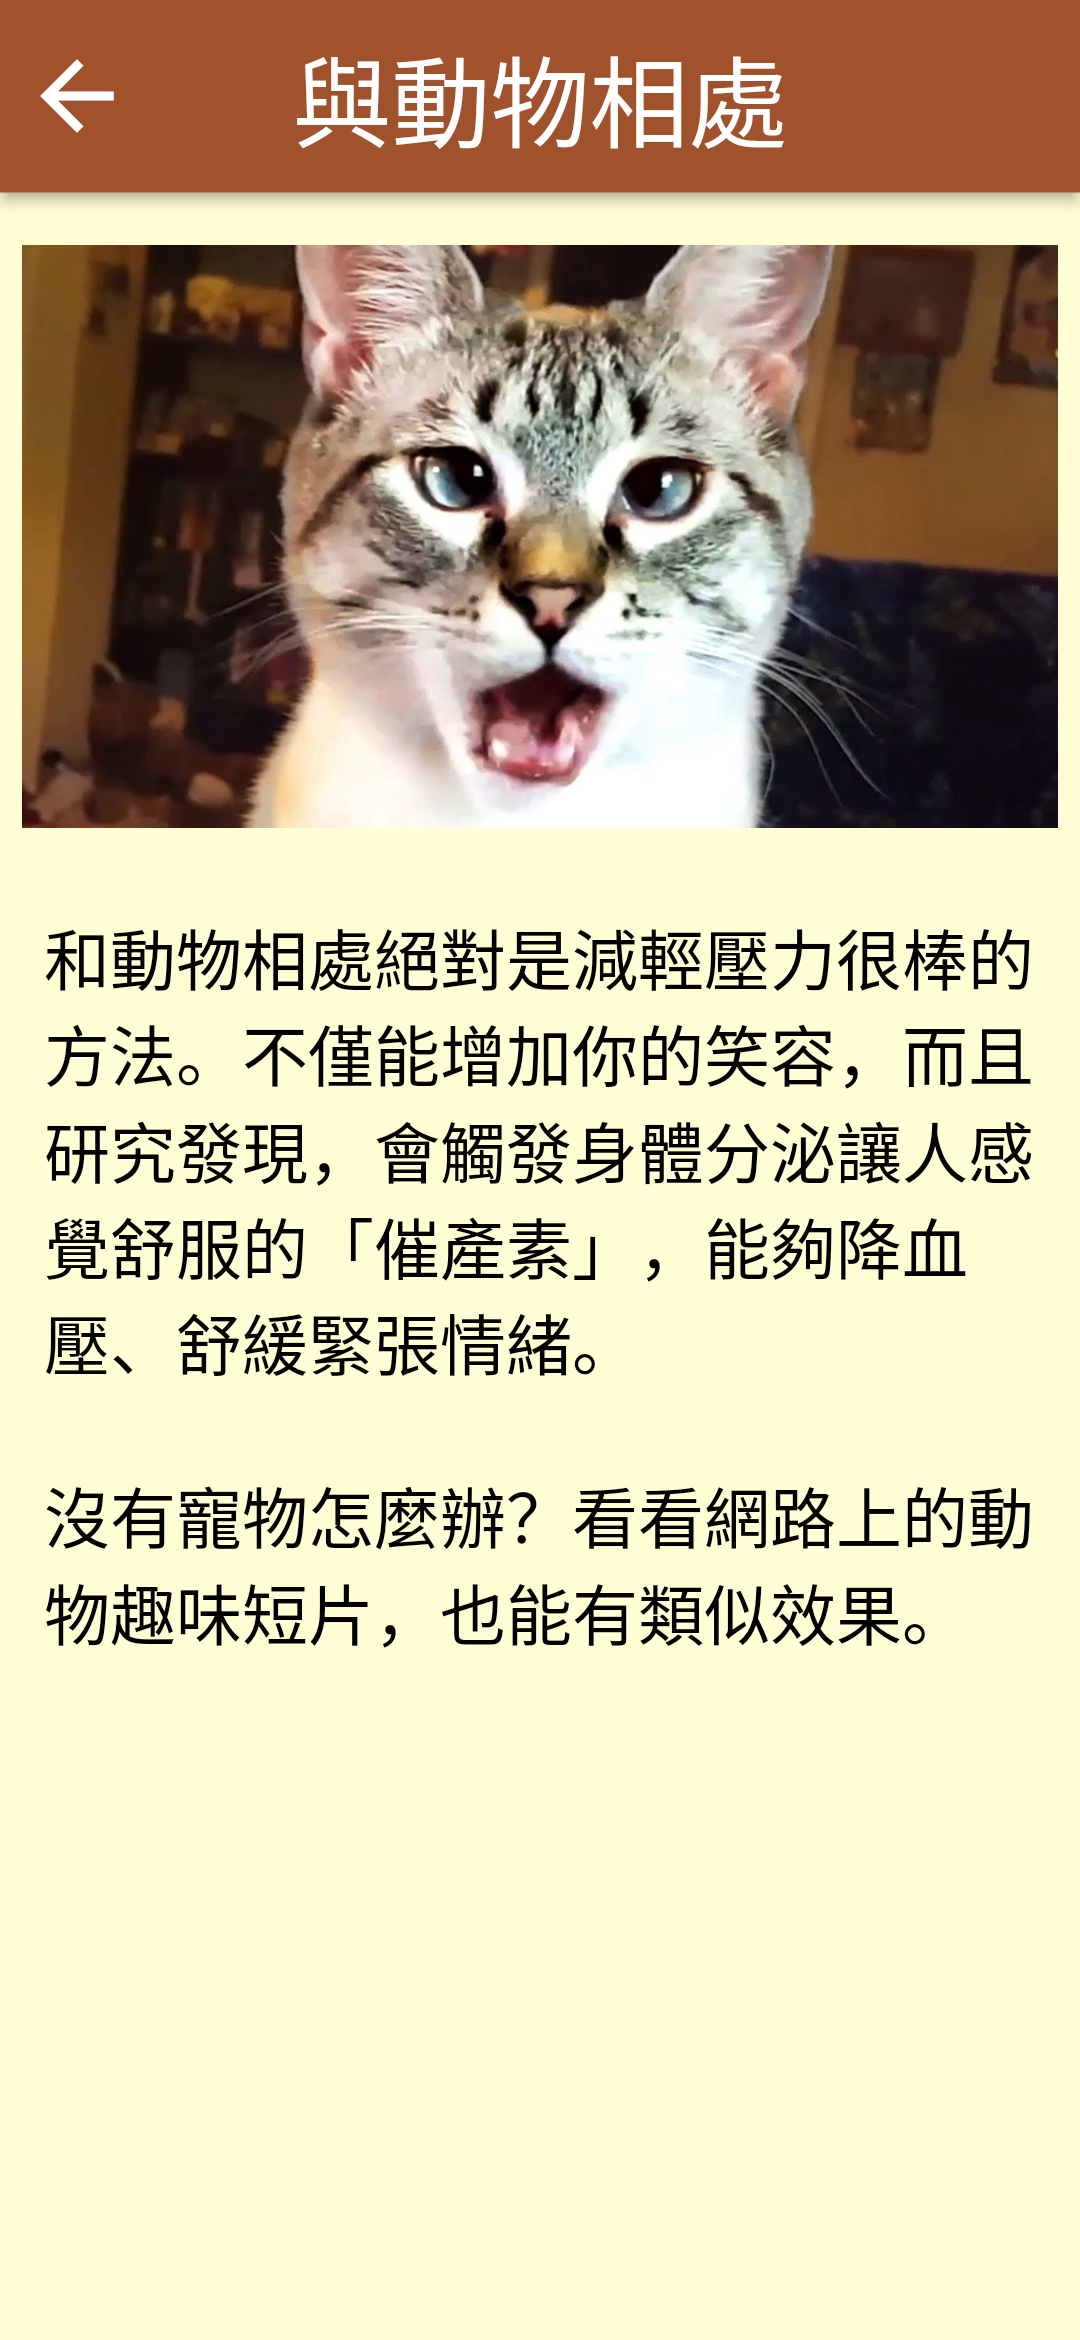 與動物相處
和動物相處絕對是減輕壓力很棒的
方法。不僅能增加你的笑容，而且
研究發現，會觸發身體分泌讓人感
覺舒服的「催產素」，能夠降血
壓、舒緩緊張情緒。
沒有寵物怎麼辦？看看網路上的動
物趣味短片，也能有類似效果。